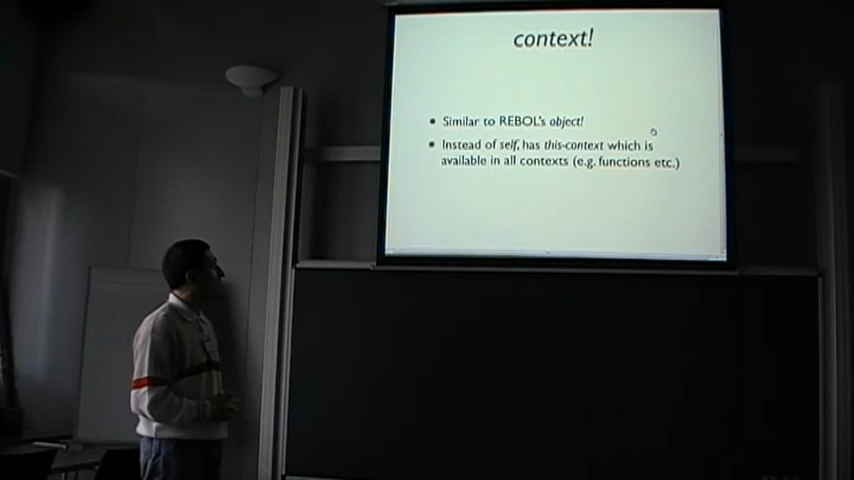 context!
• Similar to REBOL's object!
• Instead of self, has this-context which is
available in all contexts (e.g. functions etc.)